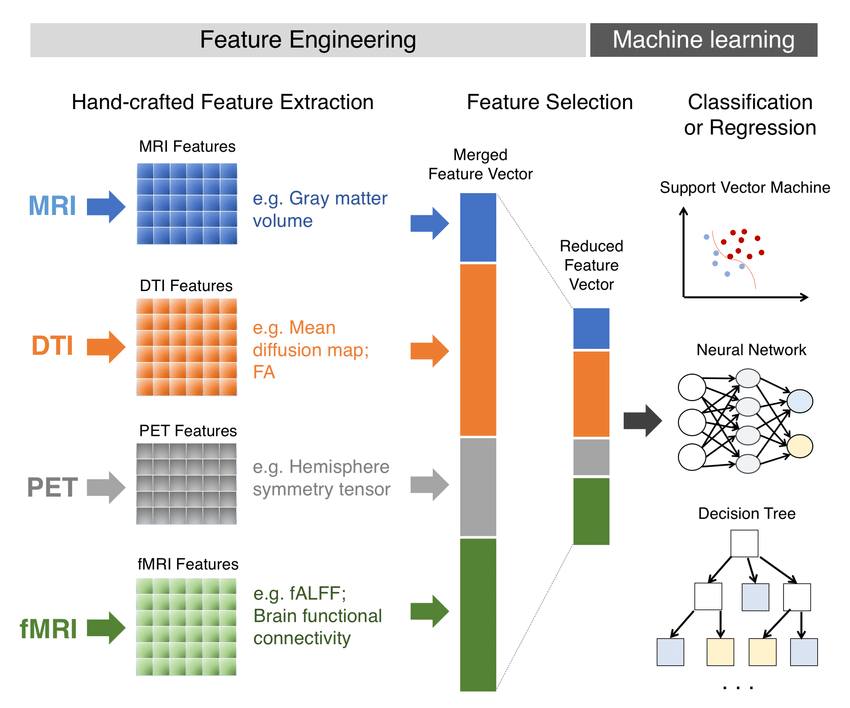 Feature Engineering
Machine learning
Hand-crafted Feature Extraction
Feature Selection
Classification
or Regression
MRI
MRI Features
e.g. Gray matter
volume
DTI
DTI Features
e.g. Mean
diffusion map;
FA
PET
PET Features
e.g. Hemisphere
symmetry tensor
fMRI
fMRI Features
e.g. fALFF;
Brain functional
connectivity
Merged
Feature Vector
Reduced
Feature
Vector
Support Vector Machine
Neural Network
Decision Tree
. . .